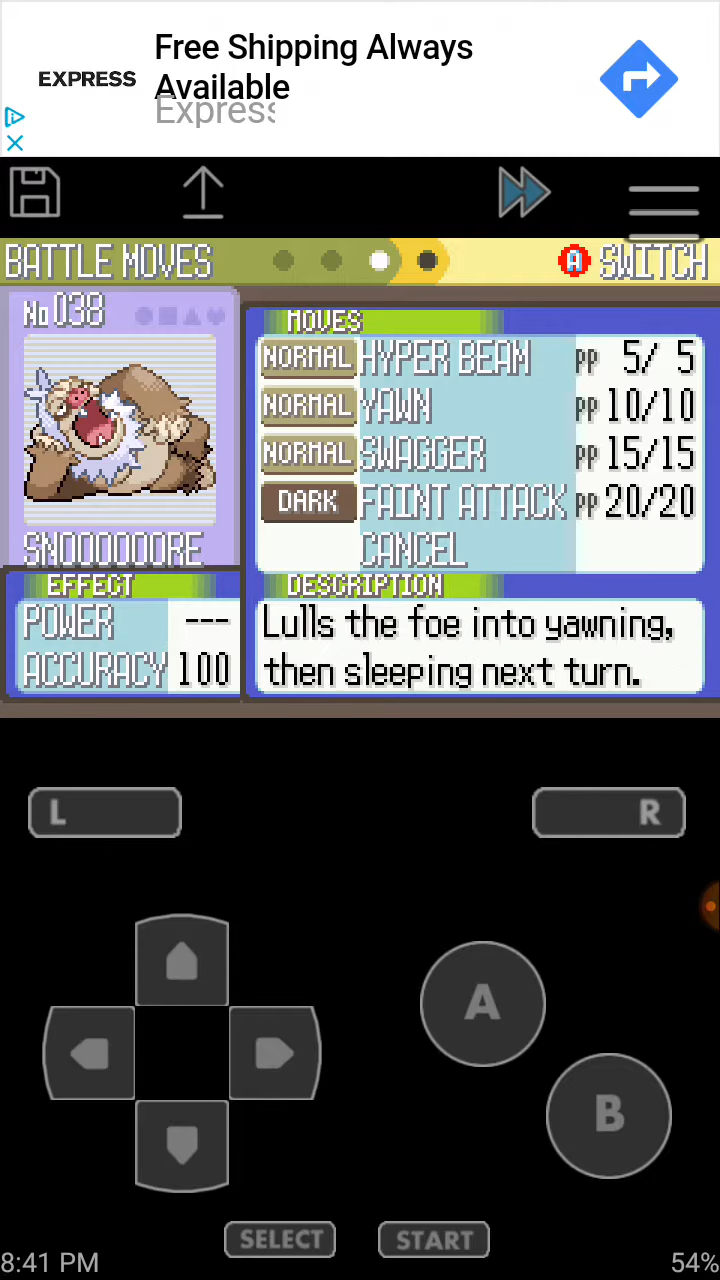 Free Shipping Always
Available
EXPRESS
Express
BATTLE MOVES
A SWITCH
No 038
MOVES
NORMAL HYPER BEAM PP 5/ 5
NORMAL YAWN PP 10/10
NORMAL SWAGGER PP 15/15
DARK FAINT ATTACK PP 20/20
CANCEL
SNOOOOOORE
EFFECT
POWER ---
ACCURACY 100
DESCRIPTION
Lulls the foe into yawning,
then sleeping next turn.
L
R
A
B
SELECT
START
8:41 PM
54%